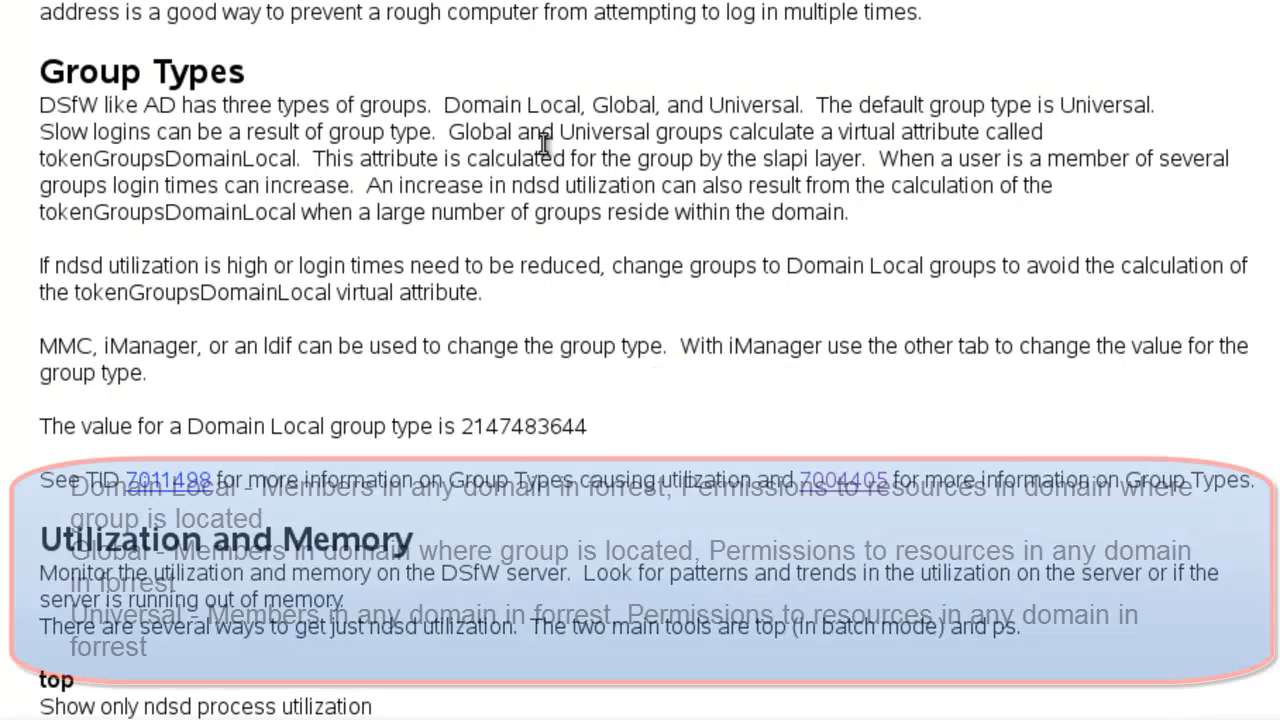 address is a good way to prevent a rough computer from attempting to log in multiple times.
Group Types
DSfW like AD has three types of groups.  Domain Local, Global, and Universal.  The default group type is Universal.
Slow logins can be a result of group type.  Global and Universal groups calculate a virtual attribute called
tokenGroupsDomainLocal.  This attribute is calculated for the group by the slapi layer.  When a user is a member of several
groups login times can increase.  An increase in ndsd utilization can also result from the calculation of the
tokenGroupsDomainLocal when a large number of groups reside within the domain.
If ndsd utilization is high or login times need to be reduced, change groups to Domain Local groups to avoid the calculation of
the tokenGroupsDomainLocal virtual attribute.
MMC, iManager, or an ldif can be used to change the group type.  With iManager use the other tab to change the value for the
group type.
The value for a Domain Local group type is 2147483644
See TID 7011498 for more information on Group Types causing utilization and 7004405 for more information on Group Types.
Domain Local - Members in any domain in forrest, Permissions to resources in domain where
group is located
Utilization and Memory
Global - Members in domain where group is located, Permissions to resources in any domain
in forrest
Monitor the utilization and memory on the DSfW server.  Look for patterns and trends in the utilization on the server or if the
server is running out of memory.
Universal - Members in any domain in forrest, Permissions to resources in any domain in
forrest
There are several ways to get just ndsd utilization.  The two main tools are top (in batch mode) and ps.
top
Show only ndsd process utilization